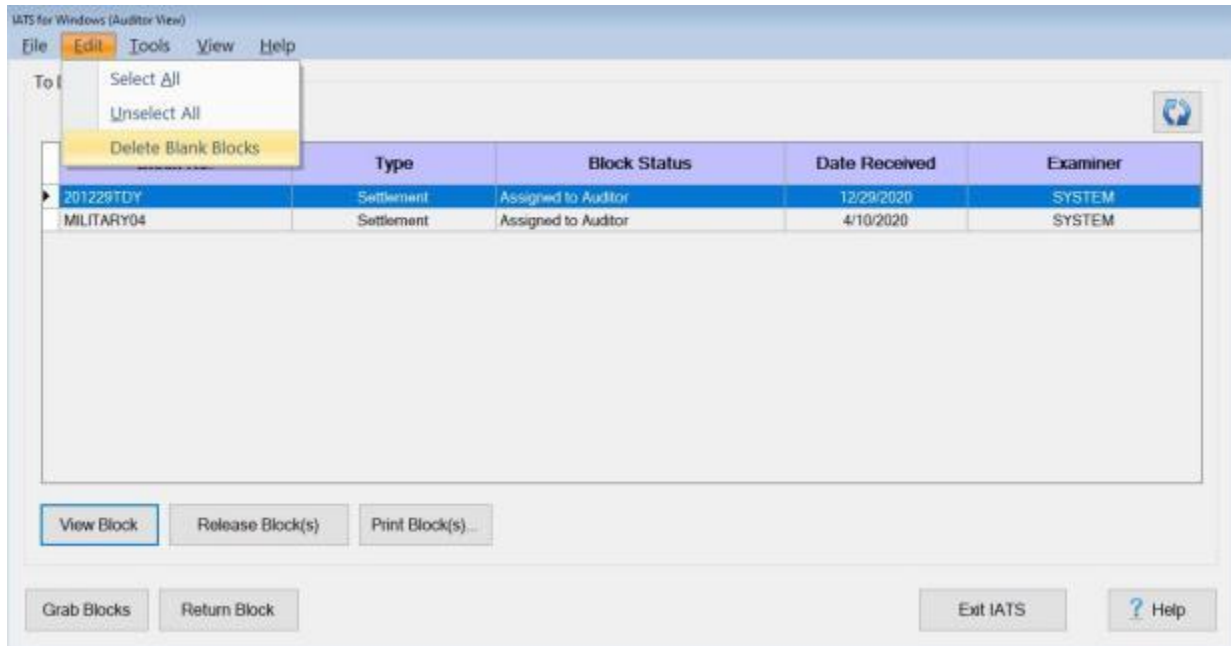 IATS for Windows (Auditor View)
File Edit Tools View Help
Select All
Unselect All
Delete Blank Blocks
Type Block Status Date Received Examiner
201229TDY Settlement Assigned to Auditor 12/29/2020 SYSTEM
MILITARY04 Settlement Assigned to Auditor 4/10/2020 SYSTEM
View Block Release Block(s) Print Block(s)...
Grab Blocks Return Block Exit IATS ? Help